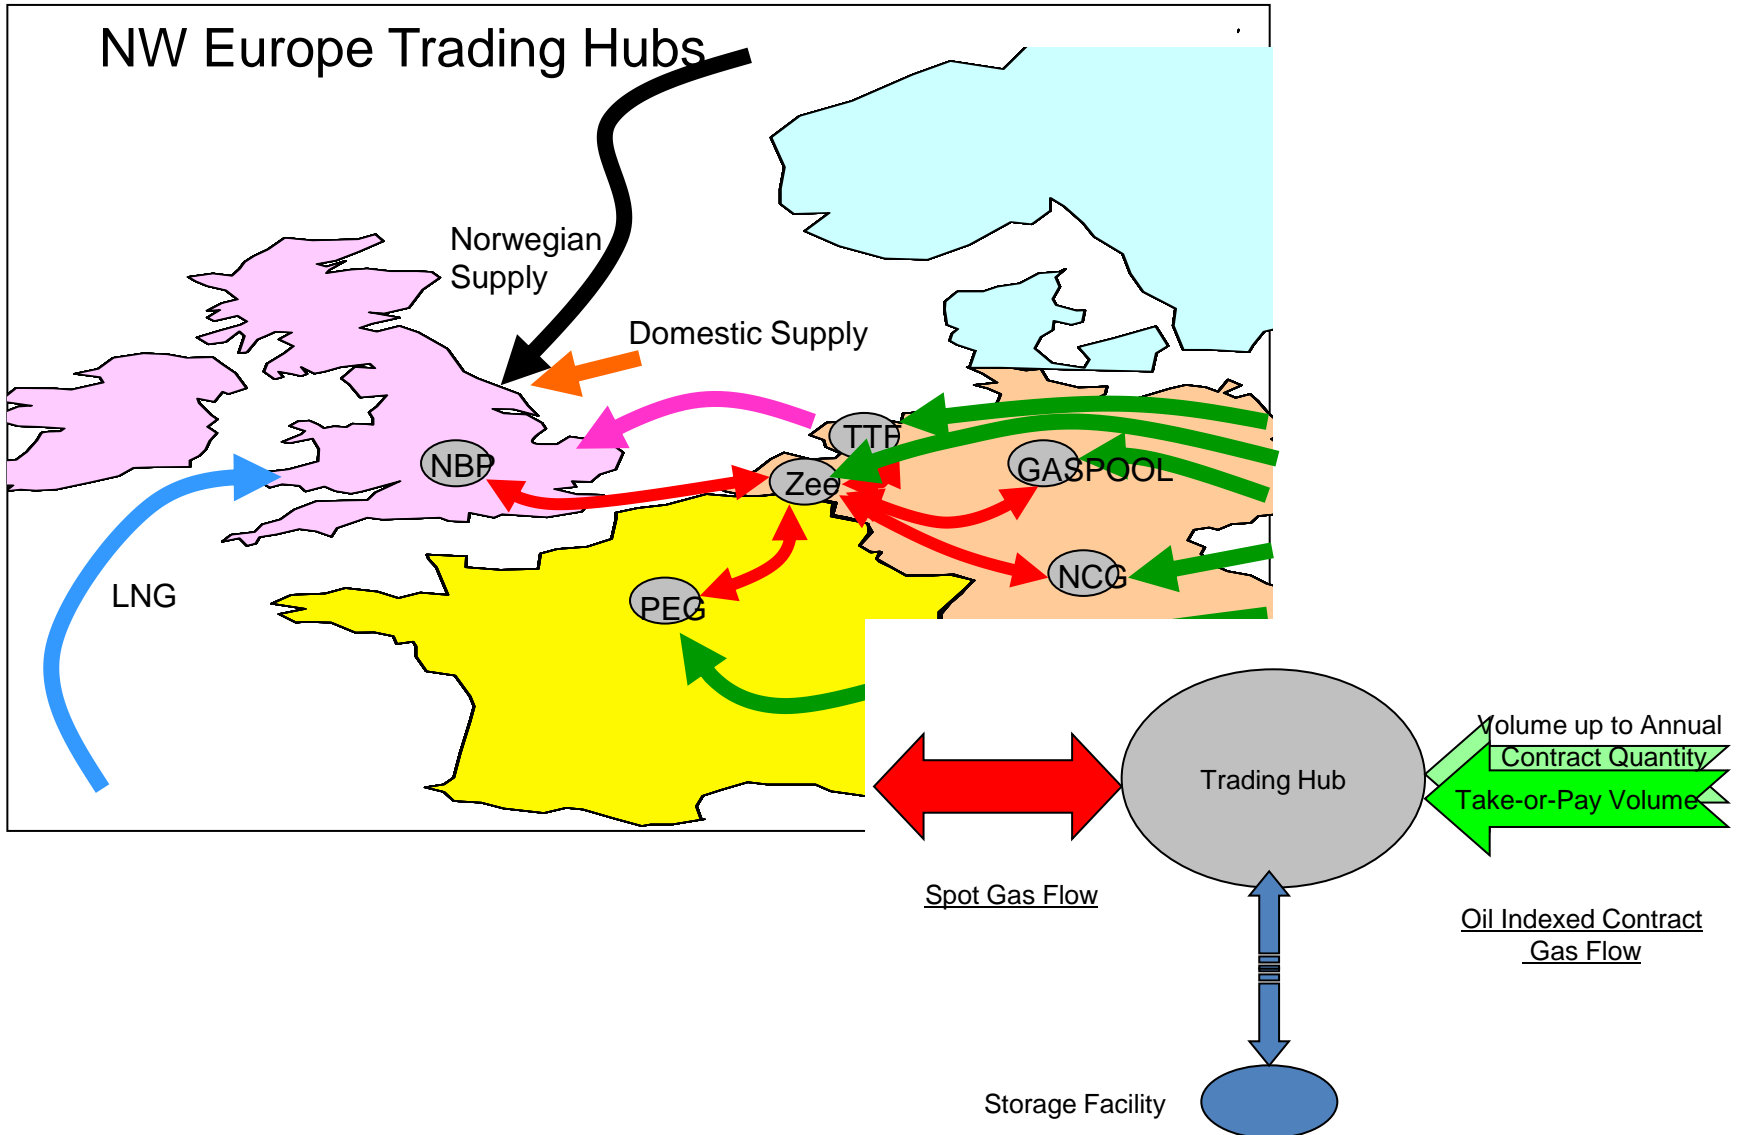 NW Europe Trading Hubs
Norwegian
Supply
Domestic Supply
TTF
NBP
Zee
GASPOOL
NCG
LNG
PEG
Volume up to Annual
Contract Quantity
Trading Hub
Take-or-Pay Volume
Spot Gas Flow
Oil Indexed Contract
Gas Flow
Storage Facility